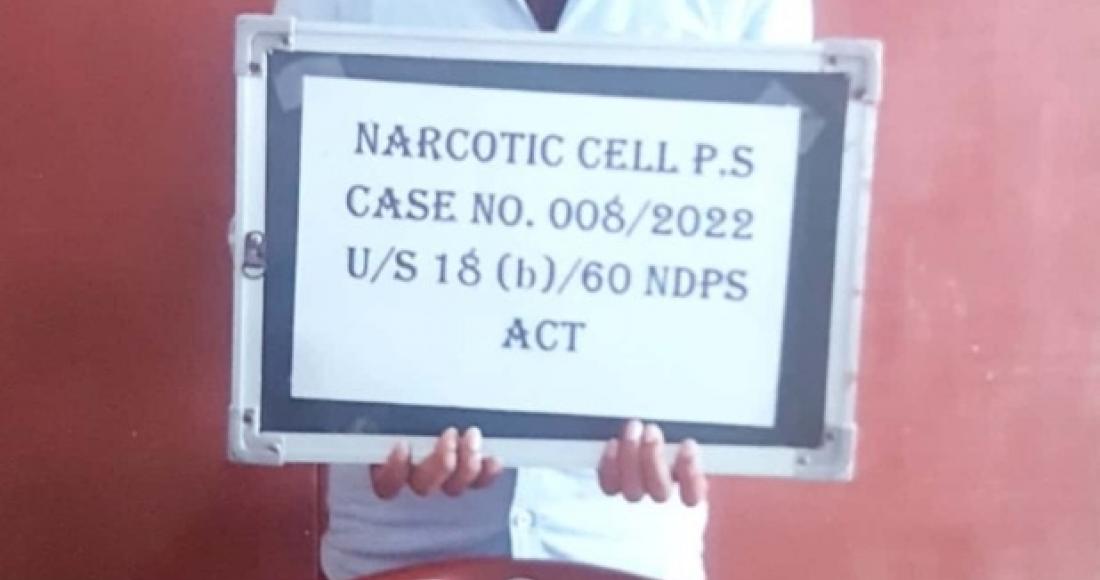 NARCOTIC CELL P.S
CASE NO. 008/2022
U/S 18 (b)/60 NDPS
ACT